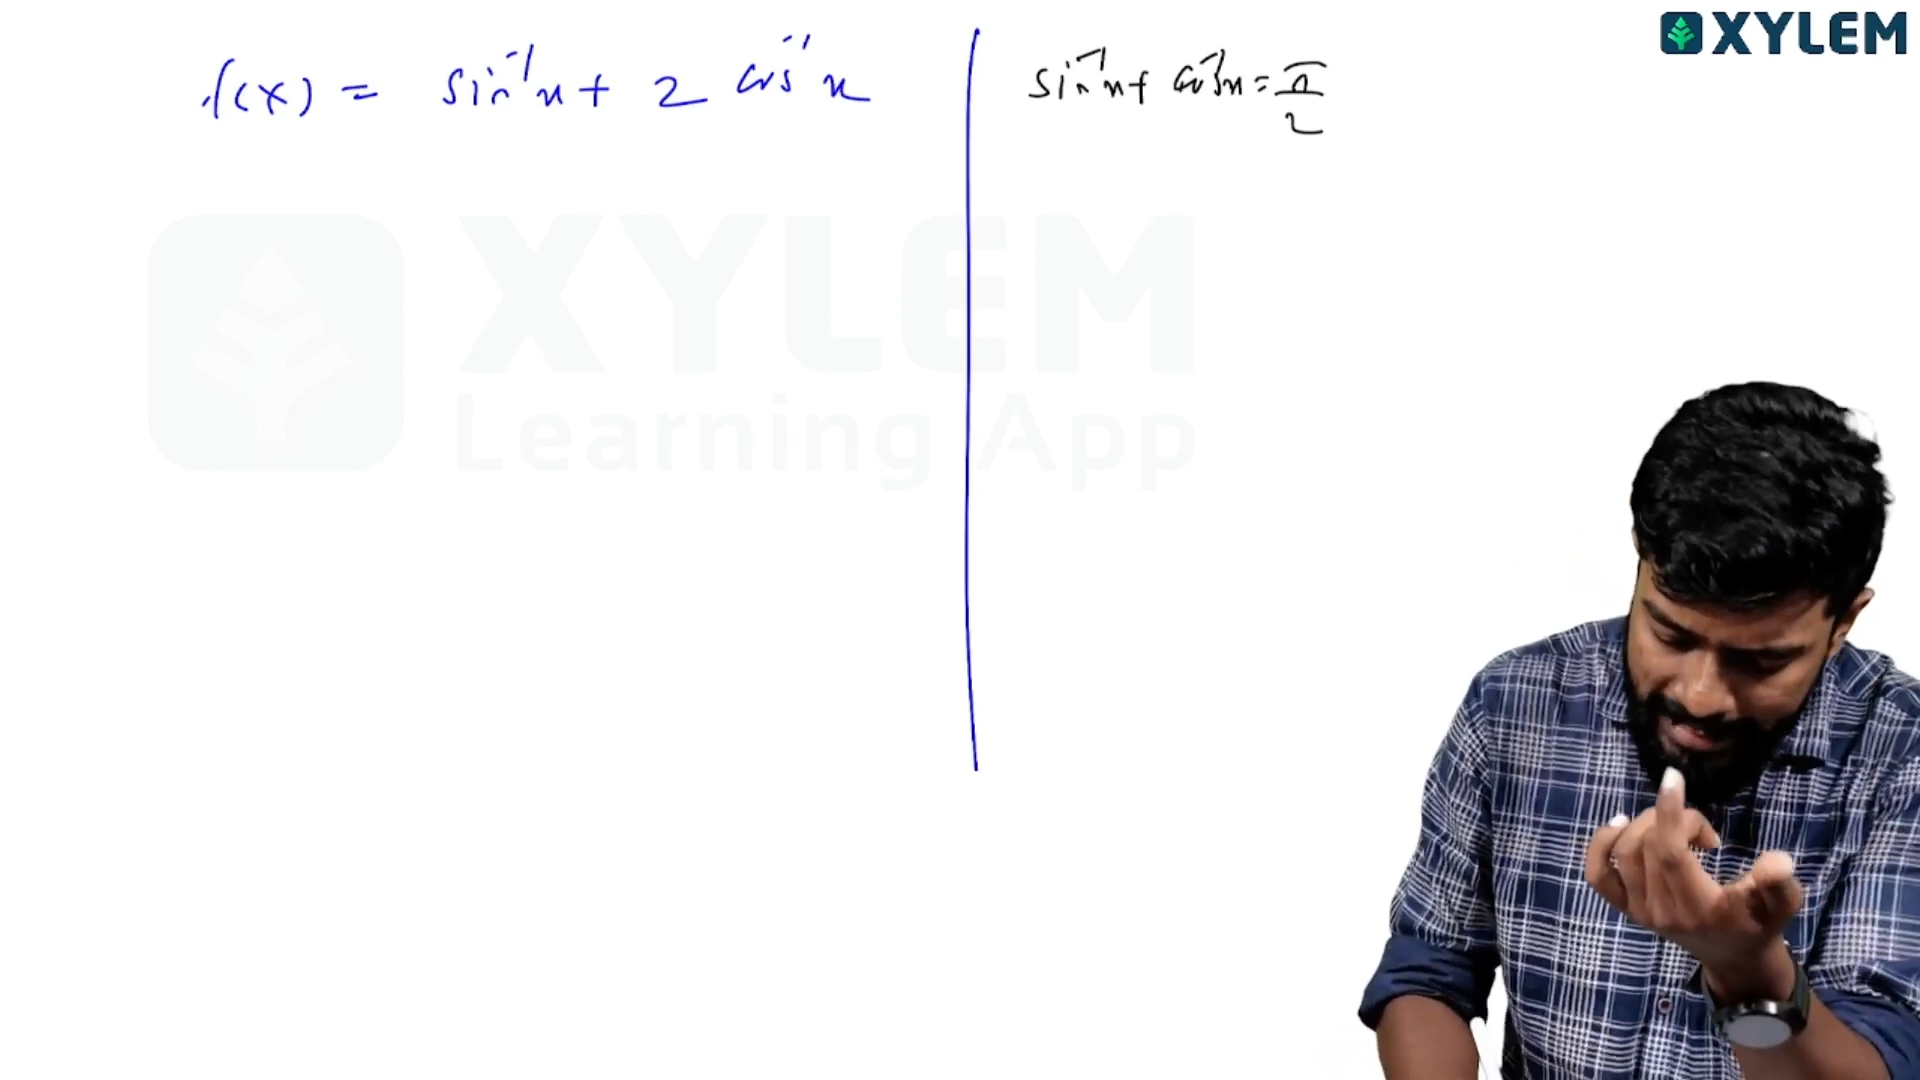 f(x) = sin⁻¹x + 2 cos⁻¹x
sin⁻¹x + cos⁻¹x = π/2
XYLEM
XYLEM
Learning App